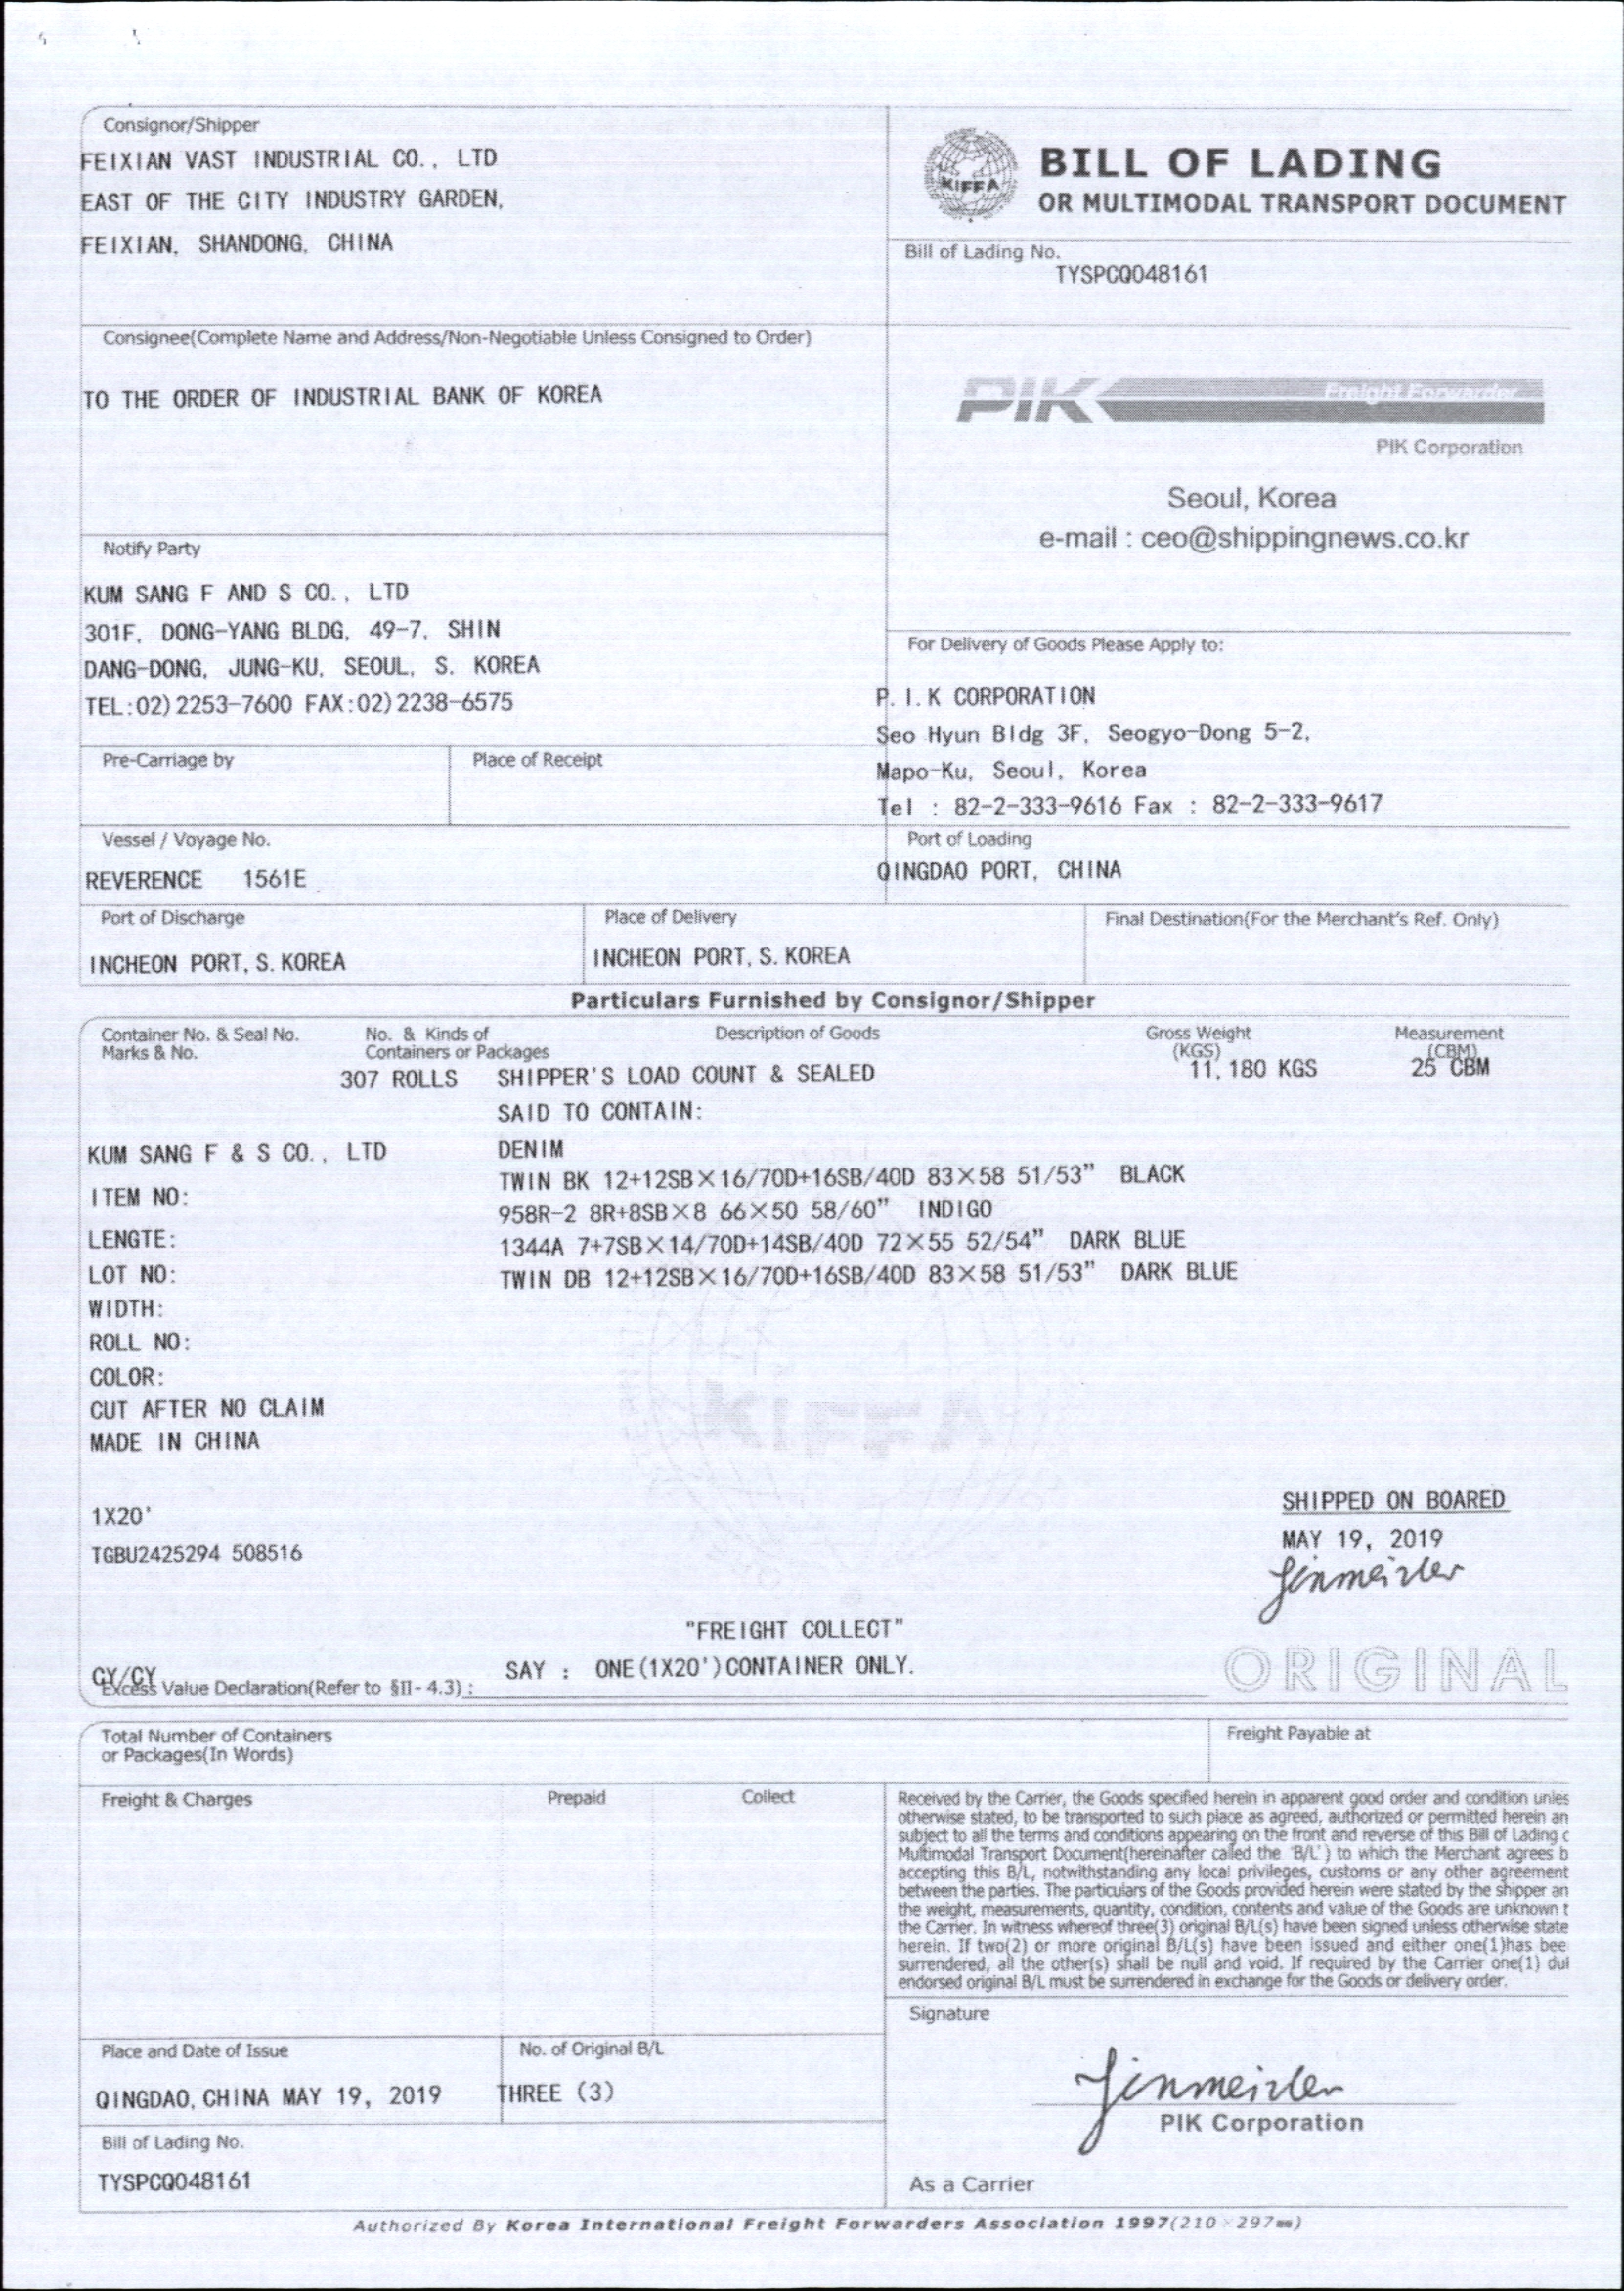 Consignor/Shipper
FEIXIAN VAST INDUSTRIAL CO., LTD
EAST OF THE CITY INDUSTRY GARDEN,
FEIXIAN, SHANDONG, CHINA
KIFFA
BILL OF LADING
OR MULTIMODAL TRANSPORT DOCUMENT
Bill of Lading No.
TYSPCQ048161
Consignee(Complete Name and Address/Non-Negotiable Unless Consigned to Order)
TO THE ORDER OF INDUSTRIAL BANK OF KOREA
PIK Freight Forwarder
PIK Corporation
Seoul, Korea
e-mail : ceo@shippingnews.co.kr
Notify Party
KUM SANG F AND S CO., LTD
301F, DONG-YANG BLDG, 49-7, SHIN
DANG-DONG, JUNG-KU, SEOUL, S. KOREA
TEL:02)2253-7600 FAX:02)2238-6575
For Delivery of Goods Please Apply to:
P.I.K CORPORATION
Seo Hyun Bldg 3F, Seogyo-Dong 5-2,
Mapo-Ku, Seoul, Korea
Tel : 82-2-333-9616 Fax : 82-2-333-9617
Pre-Carriage by
Place of Receipt
Vessel / Voyage No.
REVERENCE 1561E
Port of Loading
QINGDAO PORT, CHINA
Port of Discharge
INCHEON PORT, S. KOREA
Place of Delivery
INCHEON PORT, S. KOREA
Final Destination(For the Merchant's Ref. Only)
Particulars Furnished by Consignor/Shipper
Container No. & Seal No.
Marks & No.
No. & Kinds of
Containers or Packages
Description of Goods
Gross Weight
(KGS)
Measurement
(CBM)
307 ROLLS SHIPPER'S LOAD COUNT & SEALED 11,180 KGS 25 CBM
SAID TO CONTAIN:
KUM SANG F & S CO., LTD DENIM
TWIN BK 12+12SB×16/70D+16SB/40D 83×58 51/53" BLACK
ITEM NO:
958R-2 8R+8SB×8 66×50 58/60" INDIGO
LENGTE:
1344A 7+7SB×14/70D+14SB/40D 72×55 52/54" DARK BLUE
LOT NO:
TWIN DB 12+12SB×16/70D+16SB/40D 83×58 51/53" DARK BLUE
WIDTH:
ROLL NO:
COLOR:
CUT AFTER NO CLAIM
MADE IN CHINA
KIFFA
1X20'
TGBU2425294 508516
SHIPPED ON BOARED
MAY 19, 2019
"FREIGHT COLLECT"
CY/CY
SAY : ONE(1X20')CONTAINER ONLY.
Excess Value Declaration(Refer to §II- 4.3) :
ORIGINAL
Total Number of Containers
or Packages(In Words)
Freight Payable at
Freight & Charges
Prepaid
Collect
Received by the Carrier, the Goods specified herein in apparent good order and condition unles
otherwise stated, to be transported to such place as agreed, authorized or permitted herein an
subject to all the terms and conditions appearing on the front and reverse of this Bill of Lading c
Multimodal Transport Document(hereinafter called the 'B/L') to which the Merchant agrees b
accepting this B/L, notwithstanding any local privileges, customs or any other agreement
between the parties. The particulars of the Goods provided herein were stated by the shipper an
the weight, measurements, quantity, condition, contents and value of the Goods are unknown t
the Carrier. In witness whereof three(3) original B/L(s) have been signed unless otherwise state
herein. If two(2) or more original B/L(s) have been issued and either one(1)has bee
surrendered, all the other(s) shall be null and void. If required by the Carrier one(1) dul
endorsed original B/L must be surrendered in exchange for the Goods or delivery order.
Signature
PIK Corporation
As a Carrier
Place and Date of Issue
QINGDAO, CHINA MAY 19, 2019
No. of Original B/L
THREE (3)
Bill of Lading No.
TYSPCQ048161
Authorized By Korea International Freight Forwarders Association 1997(210×297㎜)